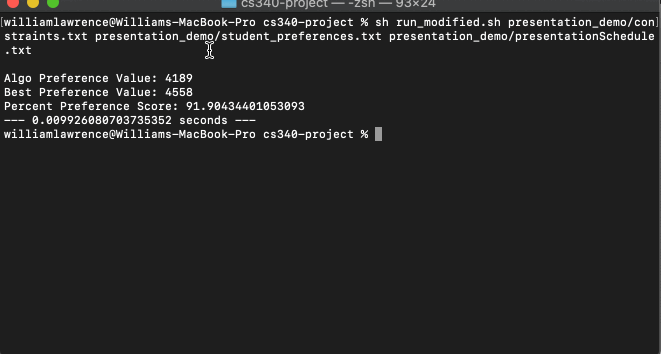 cs340-project — -zsh — 93×24
[williamlawrence@Williams-MacBook-Pro cs340-project % sh run_modified.sh presentation_demo/con]
straints.txt presentation_demo/student_preferences.txt presentation_demo/presentationSchedule
.txt
Algo Preference Value: 4189
Best Preference Value: 4558
Percent Preference Score: 91.90434401053093
--- 0.009926080703735352 seconds ---
williamlawrence@Williams-MacBook-Pro cs340-project %